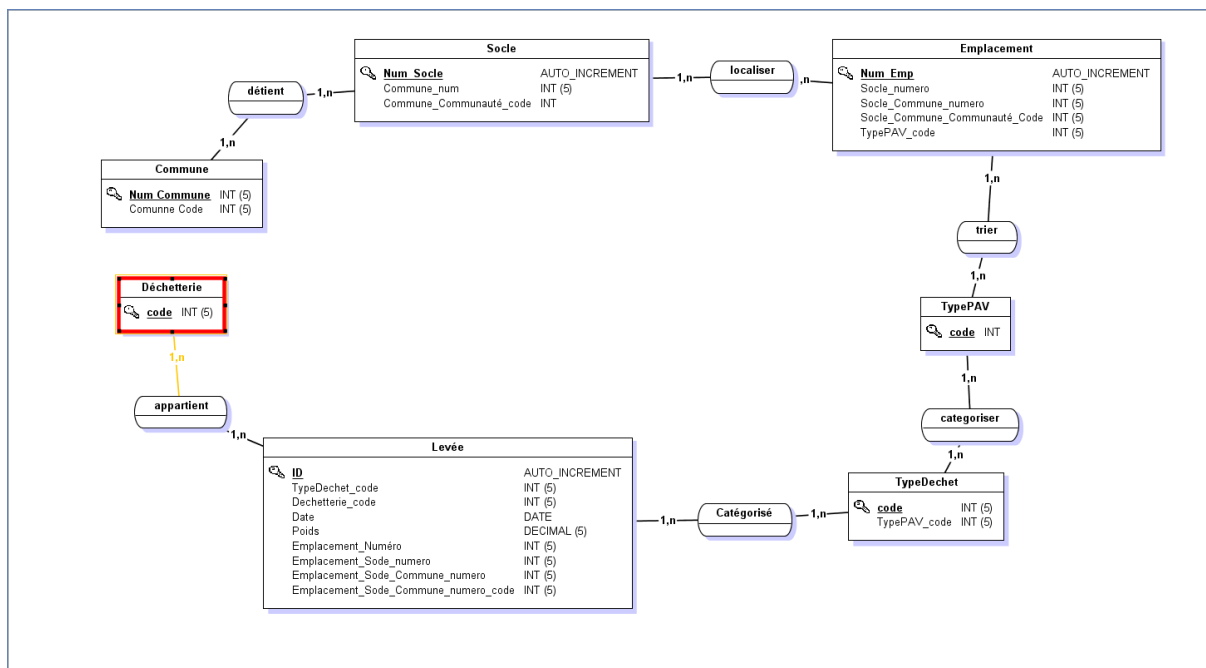 Socle
Num_Socle AUTO_INCREMENT
Commune_num INT (5)
Commune_Communauté_code INT
localiser
1,n
,n
Emplacement
Num_Emp AUTO_INCREMENT
Socle_numero INT (5)
Socle_Commune_numero INT (5)
Socle_Commune_Communauté_Code INT (5)
TypePAV_code INT (5)
détient
1,n
1,n
Commune
Num Commune INT (5)
Comunne Code INT (5)
1,n
trier
1,n
Déchetterie
code INT (5)
TypePAV
code INT
1,n
1,n
appartient
1,n
categoriser
1,n
Levée
ID AUTO_INCREMENT
TypeDechet_code INT (5)
Dechetterie_code INT (5)
Date DATE
Poids DECIMAL (5)
Emplacement_Numéro INT (5)
Emplacement_Sode_numero INT (5)
Emplacement_Sode_Commune_numero INT (5)
Emplacement_Sode_Commune_numero_code INT (5)
1,n
Catégorisé
1,n
TypeDechet
code INT (5)
TypePAV_code INT (5)